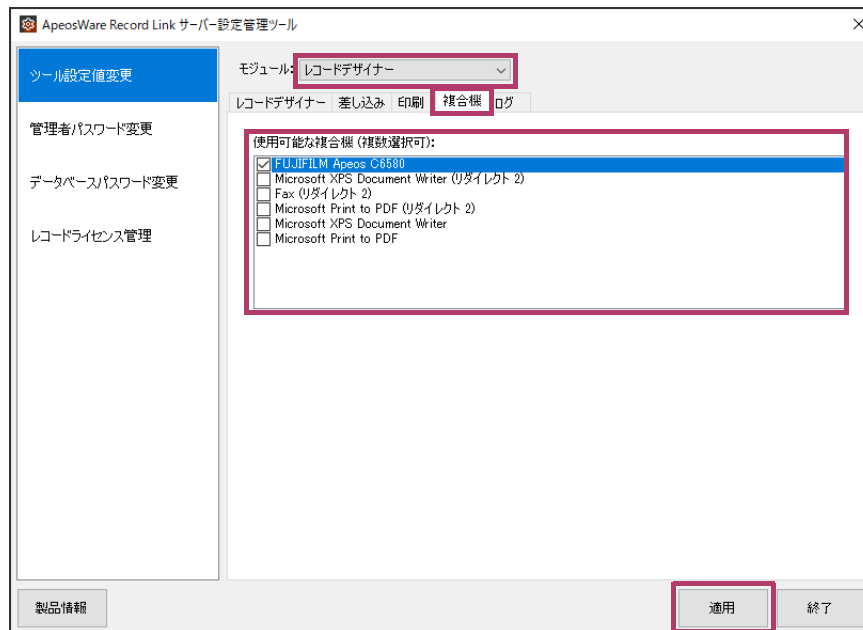 ApeosWare Record Link サーバー設定管理ツール
ツール設定値変更
管理者パスワード変更
データベースパスワード変更
レコードライセンス管理
モジュール: レコードデザイナー
レコードデザイナー 差し込み 印刷 複合機 ログ
使用可能な複合機 (複数選択可):
FUJIFILM Apeos C6580
Microsoft XPS Document Writer (リダイレクト 2)
Fax (リダイレクト 2)
Microsoft Print to PDF (リダイレクト 2)
Microsoft XPS Document Writer
Microsoft Print to PDF
製品情報 適用 終了